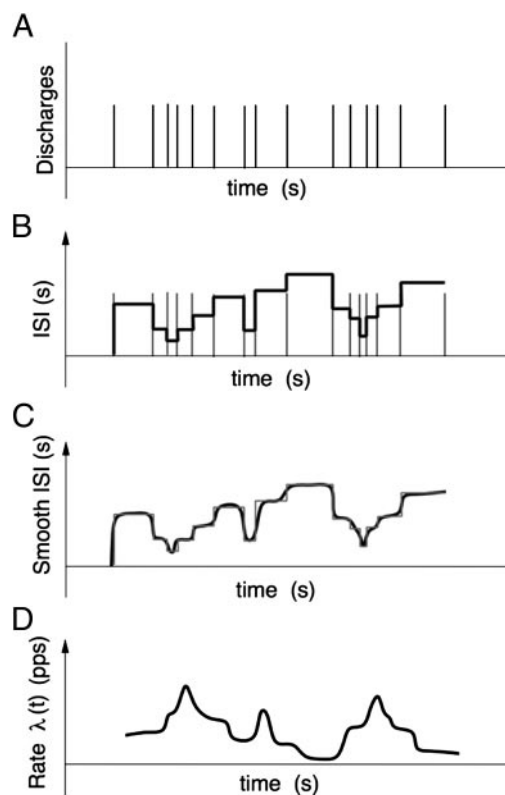 A
Discharges
time (s)
B
ISI (s)
time (s)
C
Smooth ISI (s)
time (s)
D
Rate λ(t) (pps)
time (s)